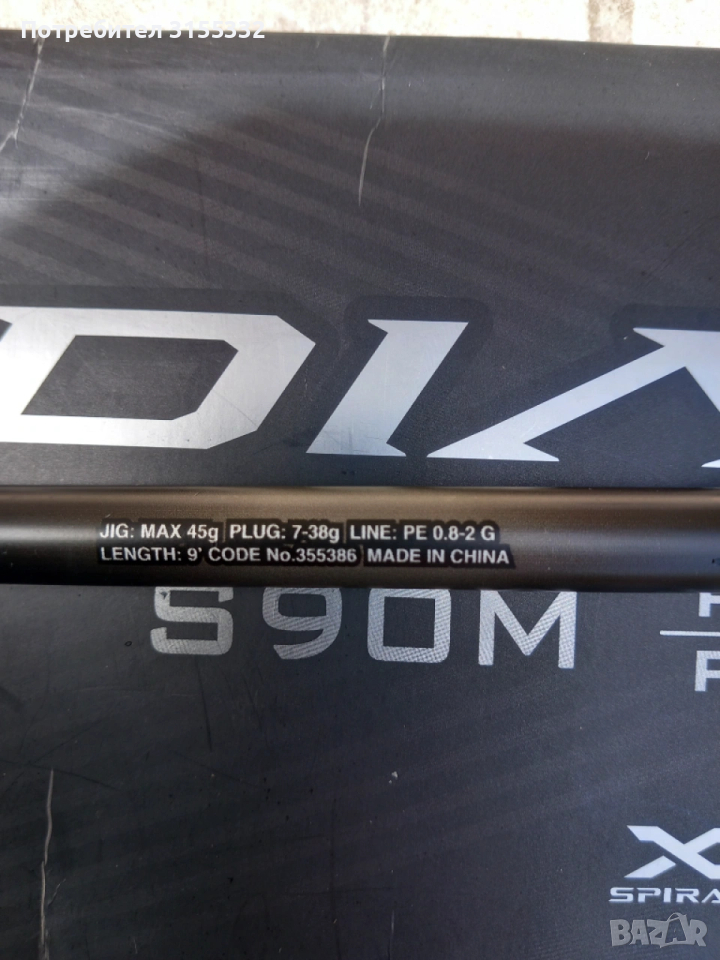 Потребител 3155332
DIA
JIG: MAX 45g PLUG: 7-38g LINE: PE 0.8-2 G
LENGTH: 9' CODE No.355386 MADE IN CHINA
S90M
X
SPIRA
BAZAR